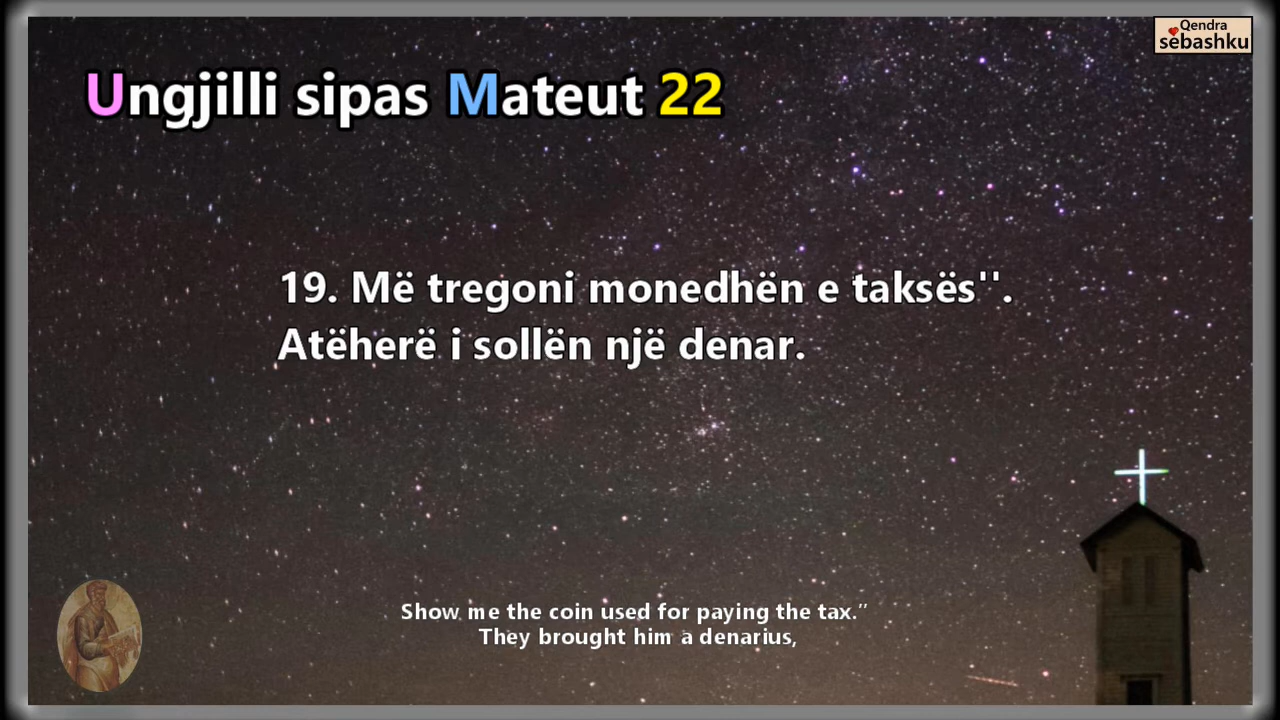 Qendra
sebashku
Ungjilli sipas Mateut 22
19. Më tregoni monedhën e taksës''.
Atëherë i sollën një denar.
Show me the coin used for paying the tax.”
They brought him a denarius,